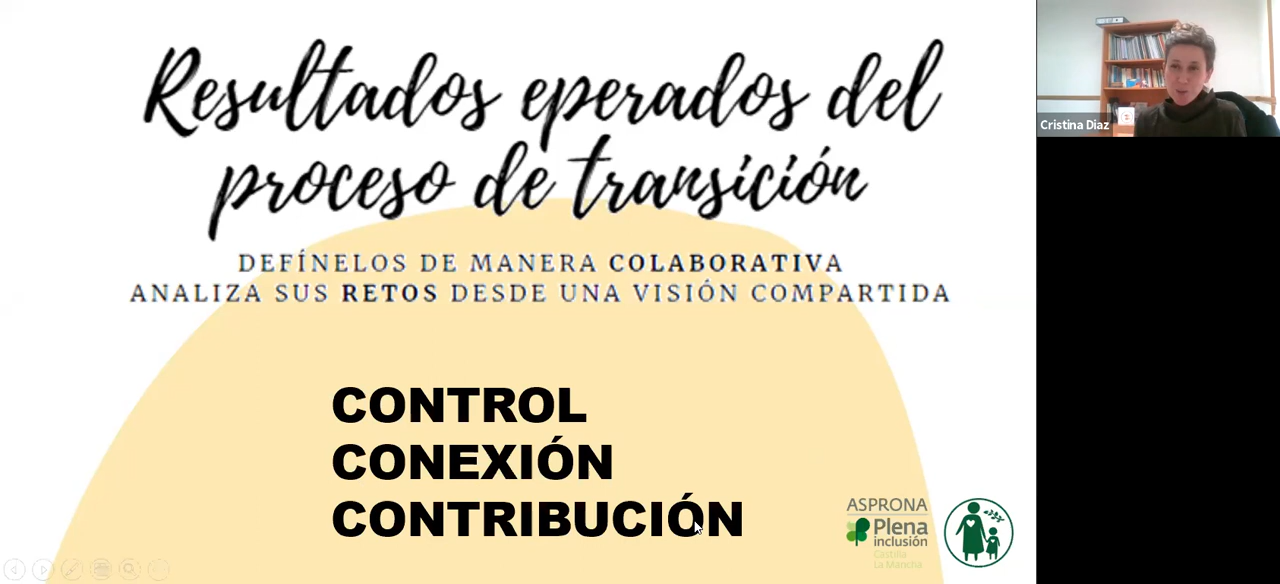 Resultados eperados del
proceso de transición
DEFÍNELOS DE MANERA COLABORATIVA
ANALIZA SUS RETOS DESDE UNA VISIÓN COMPARTIDA
CONTROL
CONEXIÓN
CONTRIBUCIÓN
ASPRONA
Plena
inclusión
Castilla
La Mancha
Cristina Diaz